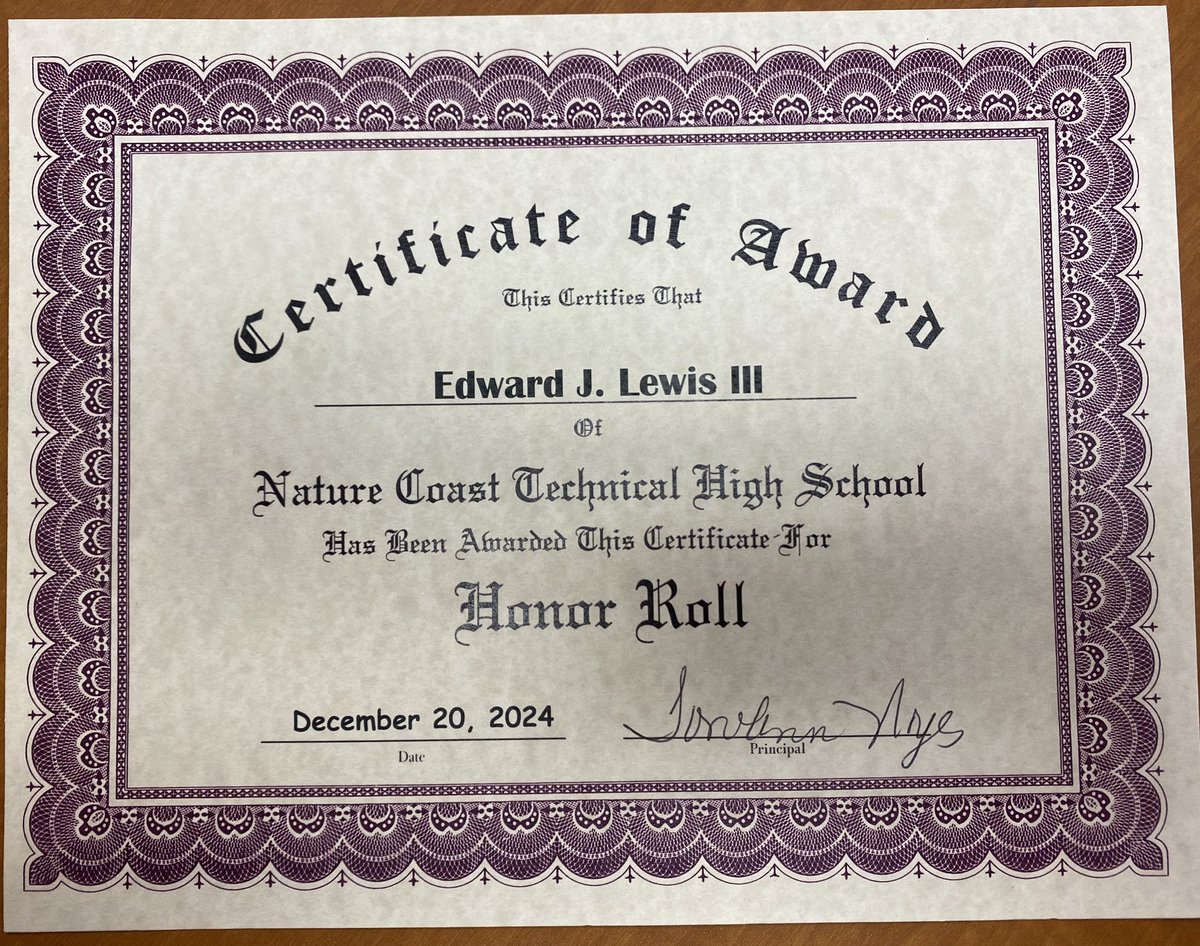 Certificate of Award
This Certifies That
Edward J. Lewis III
Of
Nature Coast Technical High School
Has Been Awarded This Certificate For
Honor Roll
December 20, 2024
Date
Principal